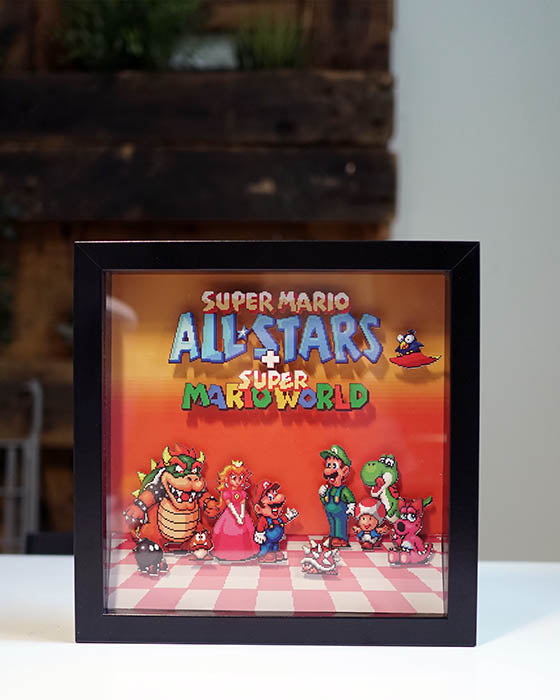 SUPER MARIO
ALL★STARS
+
SUPER
MARIO WORLD